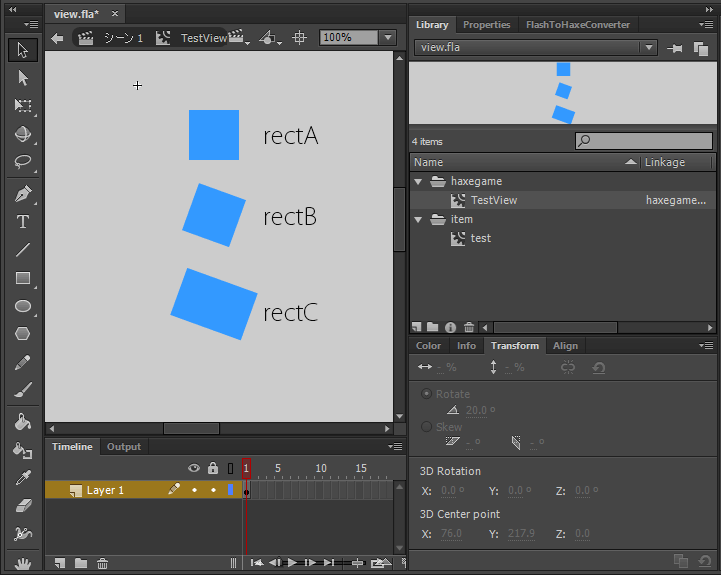 view.fla* ×
シーン 1 TestView 100%
rectA
rectB
rectC
Timeline Output
1 5 10 15
Layer 1
Library Properties FlashToHaxeConverter
view.fla
4 items
Name Linkage
haxegame
TestView haxegame...
item
test
Color Info Transform Align
- % - %
Rotate
20.0 °
Skew
- ° - °
3D Rotation
X: 0.0 ° Y: 0.0 ° Z: 0.0 °
3D Center point
X: 76.0 Y: 217.9 Z: 0.0